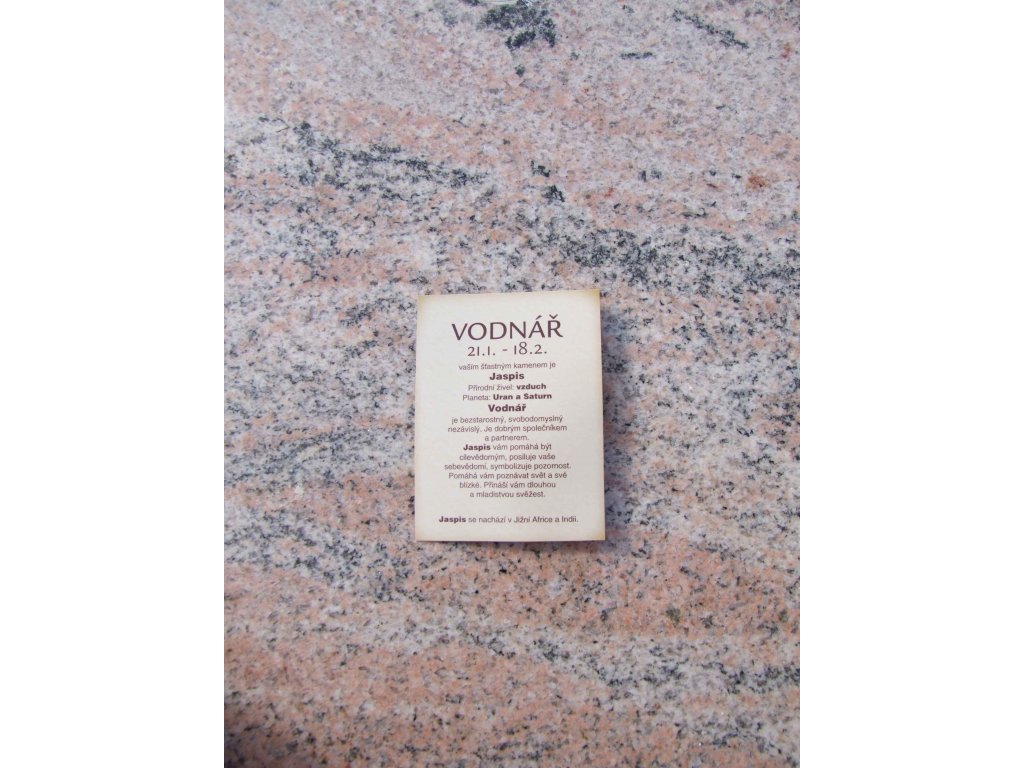 VODNÁŘ
21.1. - 18.2.
vaším šťastným kamenem je
Jaspis
Přírodní živel: vzduch
Planeta: Uran a Saturn
Vodnář
je bezstarostný, svobodomyslný
nezávislý. Je dobrým společníkem
a partnerem.
Jaspis vám pomáhá být
cílevědomým, posiluje vaše
sebevědomí, symbolizuje pozornost.
Pomáhá vám poznávat svět a své
blízké. Přináší vám dlouhou
a mladistvou svěžest.
Jaspis se nachází v Jižní Africe a Indii.